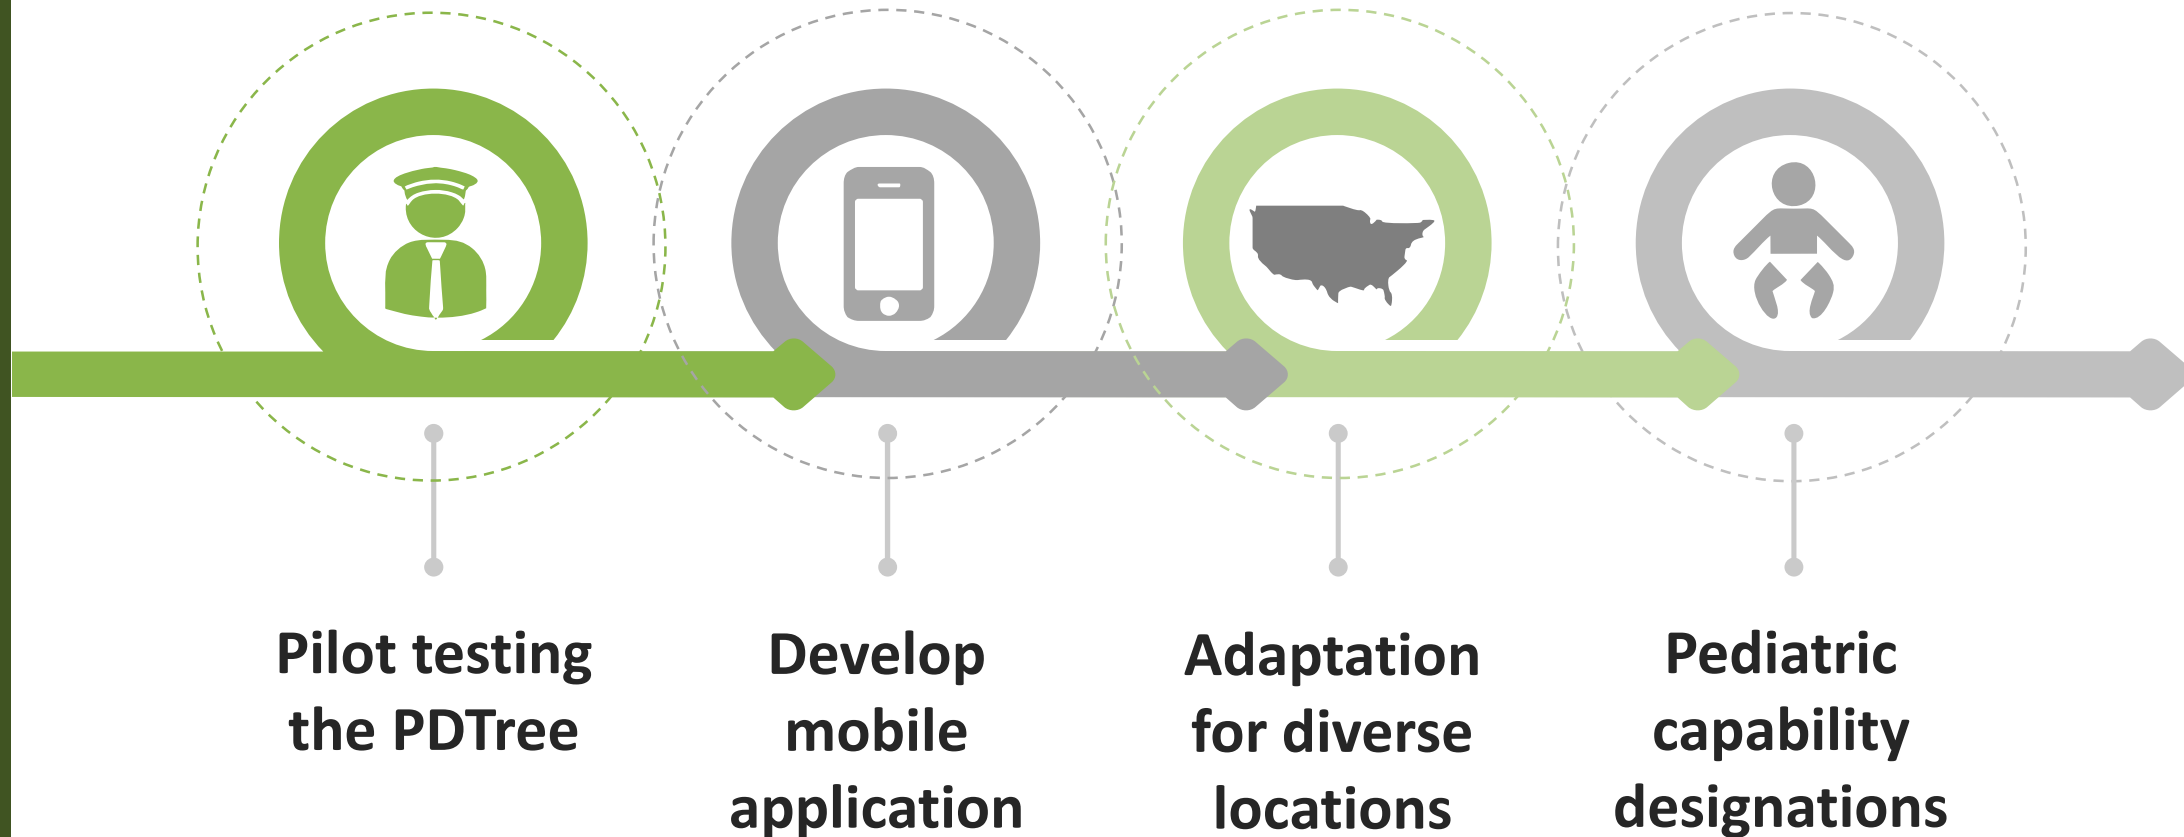 Pilot testing
the PDTree
Develop
mobile
application
Adaptation
for diverse
locations
Pediatric
capability
designations